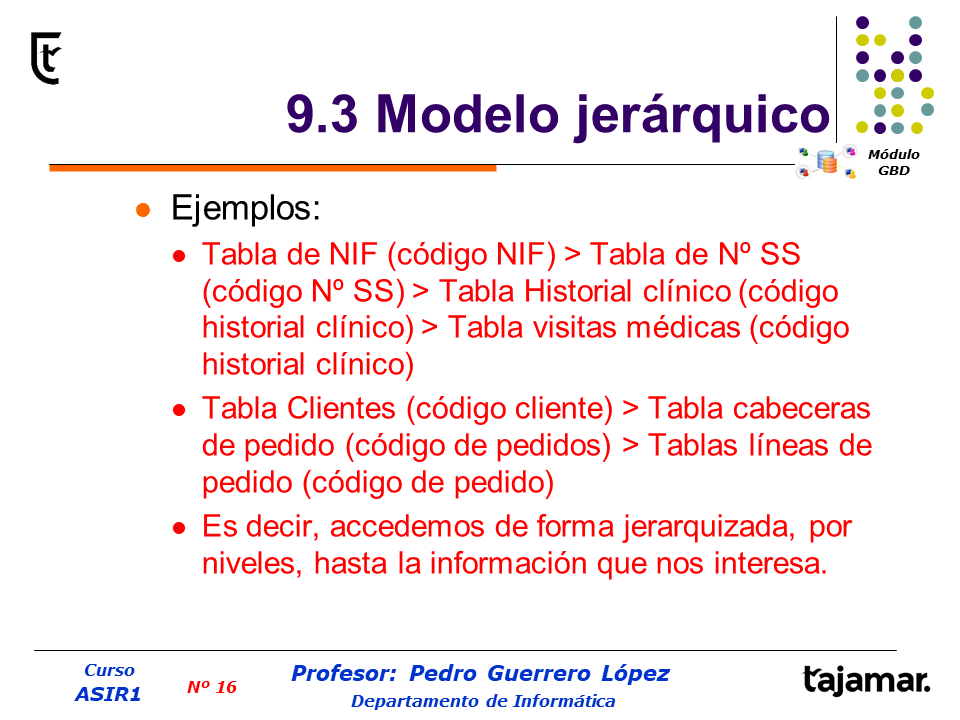 9.3 Modelo jerárquico
Módulo
GBD
Ejemplos:
Tabla de NIF (código NIF) > Tabla de Nº SS
(código Nº SS) > Tabla Historial clínico (código
historial clínico) > Tabla visitas médicas (código
historial clínico)
Tabla Clientes (código cliente) > Tabla cabeceras
de pedido (código de pedidos) > Tablas líneas de
pedido (código de pedido)
Es decir, accedemos de forma jerarquizada, por
niveles, hasta la información que nos interesa.
Curso
ASIR1
Nº 16
Profesor: Pedro Guerrero López
Departamento de Informática
tajamar.